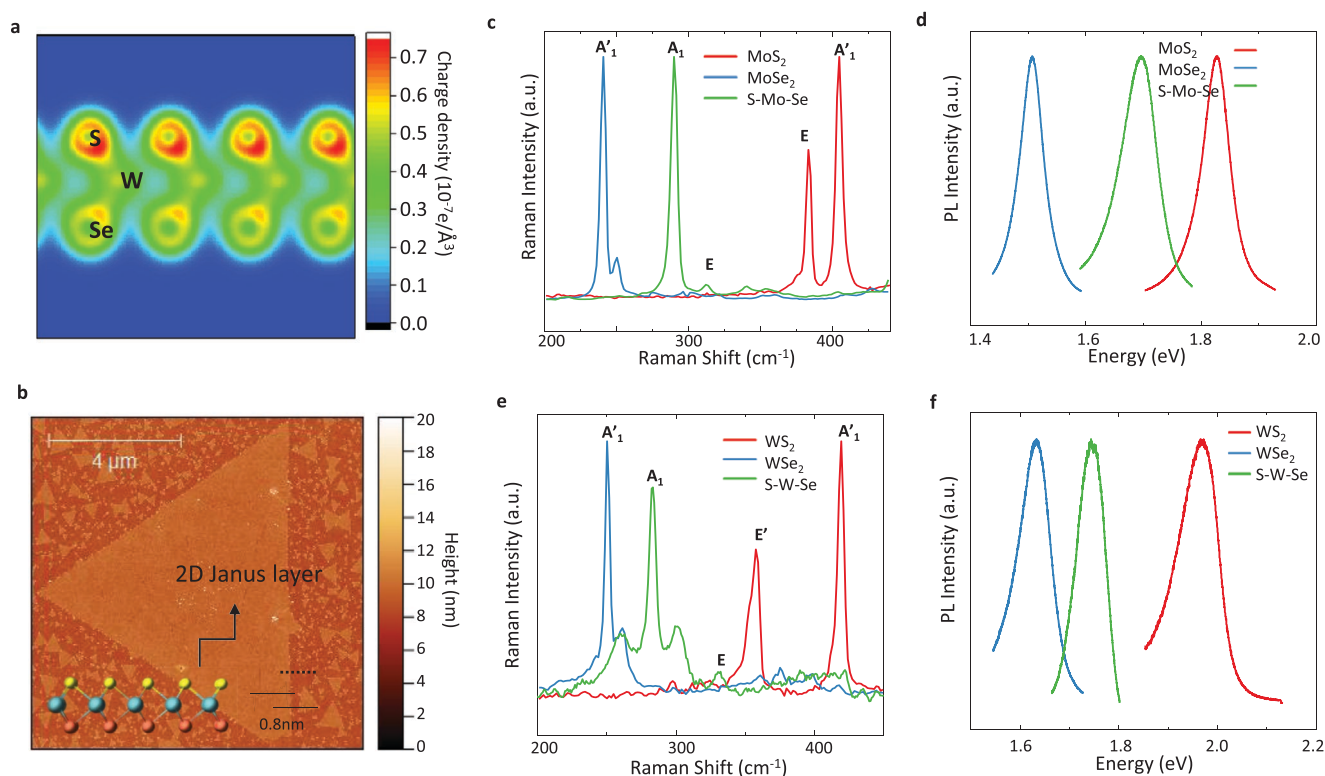 a
S
W
Se
0.7
0.6
0.5
0.4
0.3
0.2
0.1
0.0
Charge density (10⁻⁷e/Å³)
b
4 μm
2D Janus layer
0.8nm
20
18
16
14
12
10
8
6
4
2
0
Height (nm)
c
A'₁
A₁
A'₁
E
E
MoS₂
MoSe₂
S-Mo-Se
Raman Intensity (a.u.)
200
300
400
Raman Shift (cm⁻¹)
d
MoS₂
MoSe₂
S-Mo-Se
PL Intensity (a.u.)
1.4
1.6
1.8
2.0
Energy (eV)
e
A'₁
A₁
E'
A'₁
E
WS₂
WSe₂
S-W-Se
Raman Intensity (a.u.)
200
300
400
Raman Shift (cm⁻¹)
f
WS₂
WSe₂
S-W-Se
PL Intensity (a.u.)
1.6
1.8
2.0
2.2
Energy (eV)